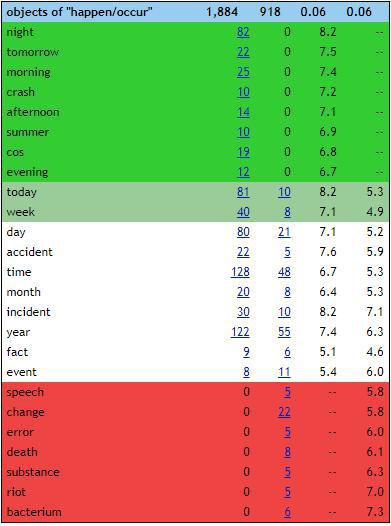 objects of "happen/occur" 1,884 918 0.06 0.06
night 82 0 8.2 --
tomorrow 22 0 7.5 --
morning 25 0 7.4 --
crash 10 0 7.2 --
afternoon 14 0 7.1 --
summer 10 0 6.9 --
cos 19 0 6.8 --
evening 12 0 6.7 --
today 81 10 8.2 5.3
week 40 8 7.1 4.9
day 80 21 7.1 5.2
accident 22 5 7.6 5.9
time 128 48 6.7 5.3
month 20 8 6.4 5.3
incident 30 10 8.2 7.1
year 122 55 7.4 6.3
fact 9 6 5.1 4.6
event 8 11 5.4 6.0
speech 0 5 -- 5.8
change 0 22 -- 5.8
error 0 5 -- 6.0
death 0 8 -- 6.1
substance 0 5 -- 6.3
riot 0 5 -- 7.0
bacterium 0 6 -- 7.3